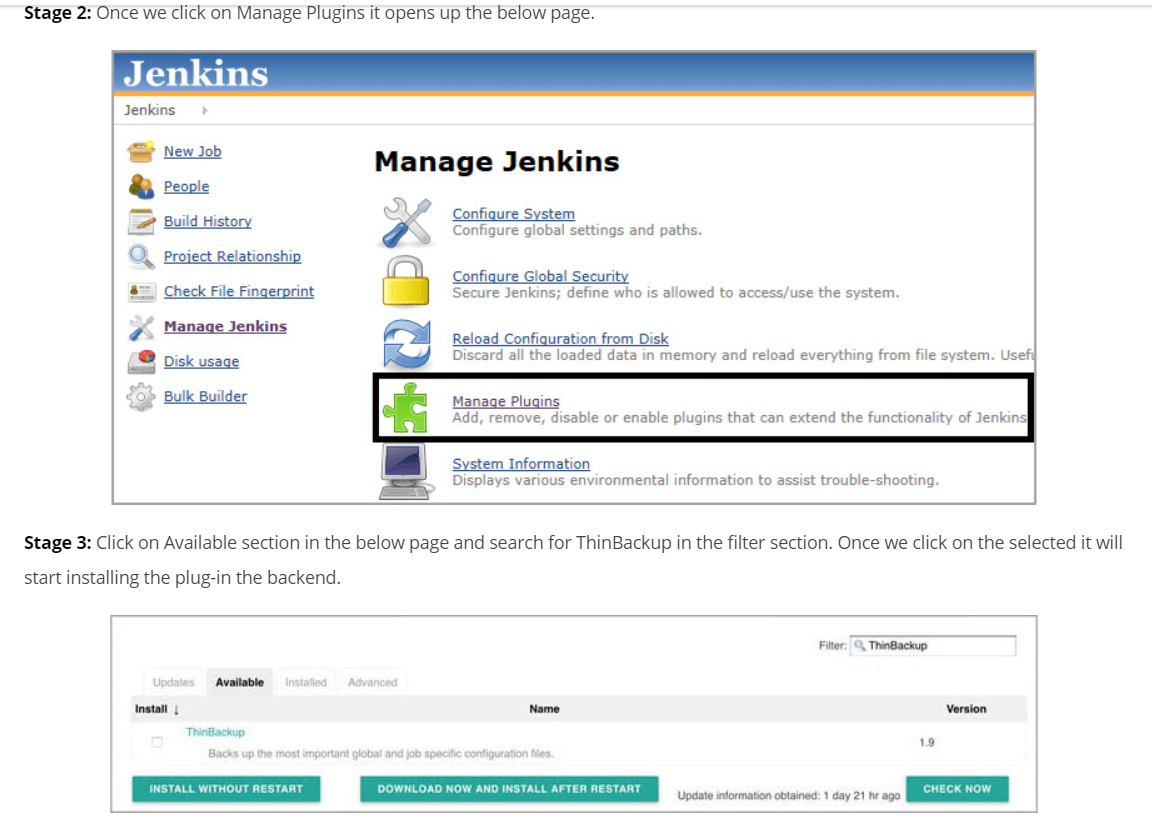 Stage 2: Once we click on Manage Plugins it opens up the below page.
Jenkins
Jenkins
New Job
People
Build History
Project Relationship
Check File Fingerprint
Manage Jenkins
Disk usage
Bulk Builder
Manage Jenkins
Configure System
Configure global settings and paths.
Configure Global Security
Secure Jenkins; define who is allowed to access/use the system.
Reload Configuration from Disk
Discard all the loaded data in memory and reload everything from file system. Usef
Manage Plugins
Add, remove, disable or enable plugins that can extend the functionality of Jenkins
System Information
Displays various environmental information to assist trouble-shooting.
Stage 3: Click on Available section in the below page and search for ThinBackup in the filter section. Once we click on the selected it will
start installing the plug-in the backend.
Filter: ThinBackup
Updates Available Installed Advanced
Install ↓ Name Version
ThinBackup
Backs up the most important global and job specific configuration files.
1.9
INSTALL WITHOUT RESTART DOWNLOAD NOW AND INSTALL AFTER RESTART Update information obtained: 1 day 21 hr ago CHECK NOW